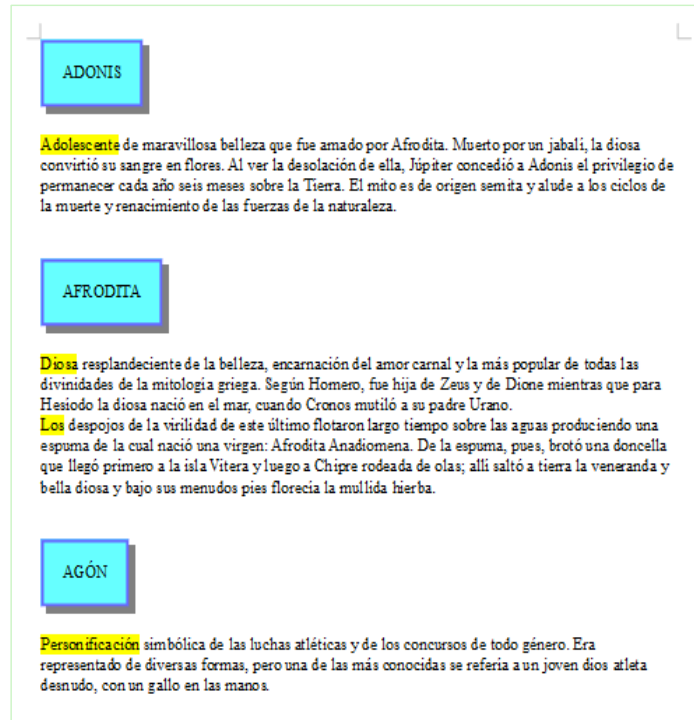 ADONIS
Adolescente de maravillosa belleza que fue amado por Afrodita. Muerto por un jabalí, la diosa
convirtió su sangre en flores. Al ver la desolación de ella, Júpiter concedió a Adonis el privilegio de
permanecer cada año seis meses sobre la Tierra. El mito es de origen semita y alude a los ciclos de
la muerte y renacimiento de las fuerzas de la naturaleza.
AFRODITA
Diosa resplandeciente de la belleza, encarnación del amor carnal y la más popular de todas las
divinidades de la mitologia griega. Según Homero, fue hija de Zeus y de Dione mientras que para
Hesiodo la diosa nació en el mar, cuando Cronos mutiló a su padre Urano.
Los despojos de la virilidad de este último flotaron largo tiempo sobre las aguas produciendo una
espuma de la cual nació una virgen: Afrodita Anadiomena. De la espuma, pues, brotó una doncella
que llegó primero a la isla Vitera y luego a Chipre rodeada de olas; alli saltó a tierra la veneranda y
bella diosa y bajo sus menudos pies florecia la mullida hierba.
AGÓN
Personificación simbólica de las luchas atléticas y de los concursos de todo género. Era
representado de diversas formas, pero una de las más conocidas se referia a un joven dios atleta
desnudo, con un gallo en las manos.